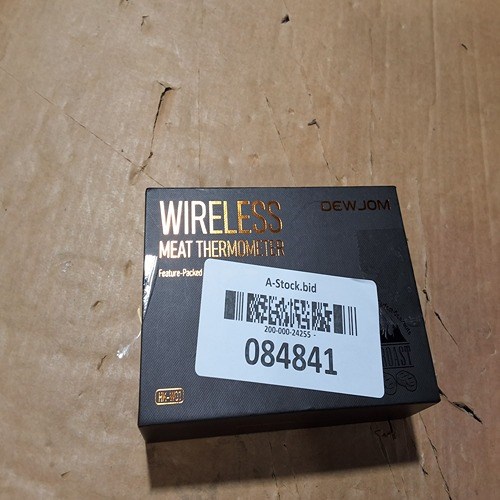 WIRELESS
DEWJOM
MEAT THERMOMETER
Feature-Packed
A-Stock.bid
200-000-24255 -
084841